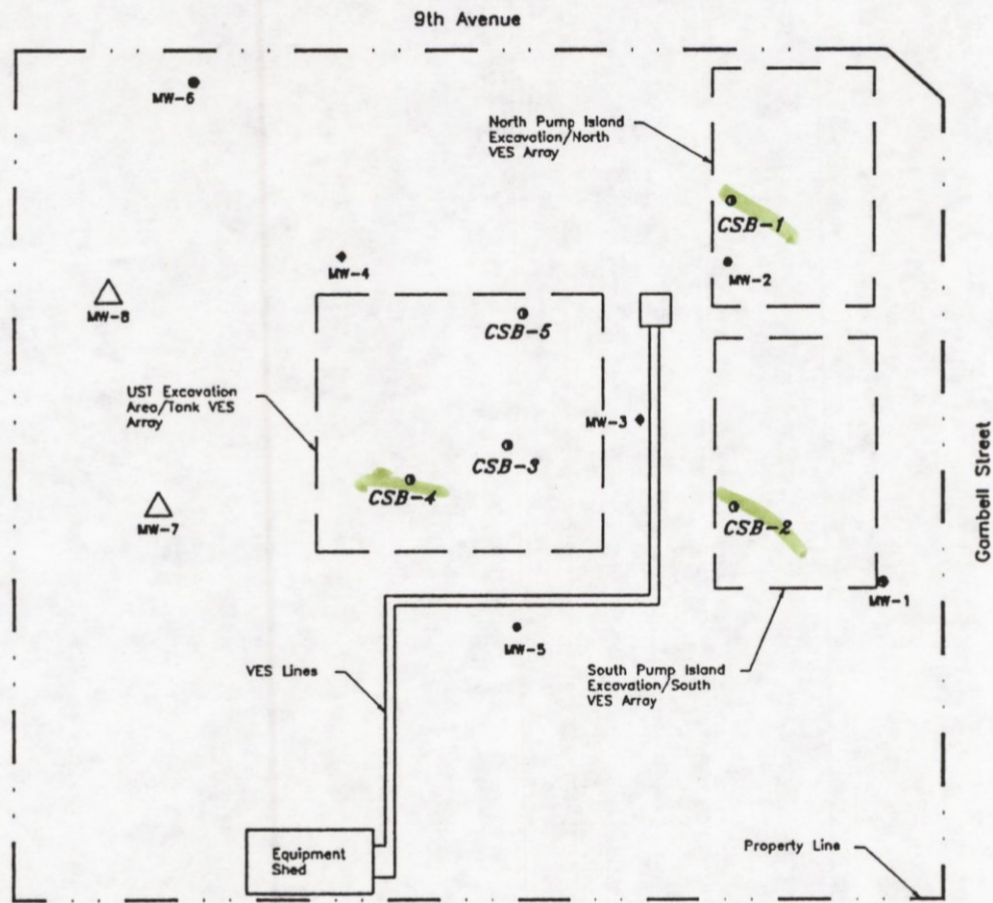 9th Avenue
MW-6
North Pump Island
Excavation/North
VES Array
CSB-1
MW-4
MW-2
MW-8
CSB-5
UST Excavation
Area/Tank VES
Array
MW-3
CSB-3
CSB-4
CSB-2
MW-7
Gambell Street
MW-1
MW-5
VES Lines
South Pump Island
Excavation/South
VES Array
Equipment
Shed
Property Line